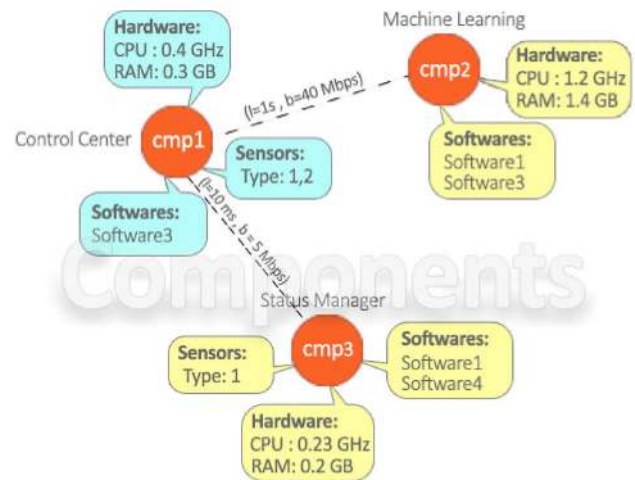 Machine Learning
Hardware:
CPU : 0.4 GHz
RAM: 0.3 GB
cmp2
Hardware:
CPU : 1.2 GHz
RAM: 1.4 GB
(l=1s , b=40 Mbps)
Control Center
cmp1
Sensors:
Type: 1,2
Softwares:
Software1
Software3
Softwares:
Software3
(l=10 ms , b = 5 Mbps)
Components
Status Manager
Sensors:
Type: 1
cmp3
Softwares:
Software1
Software4
Hardware:
CPU : 0.23 GHz
RAM: 0.2 GB